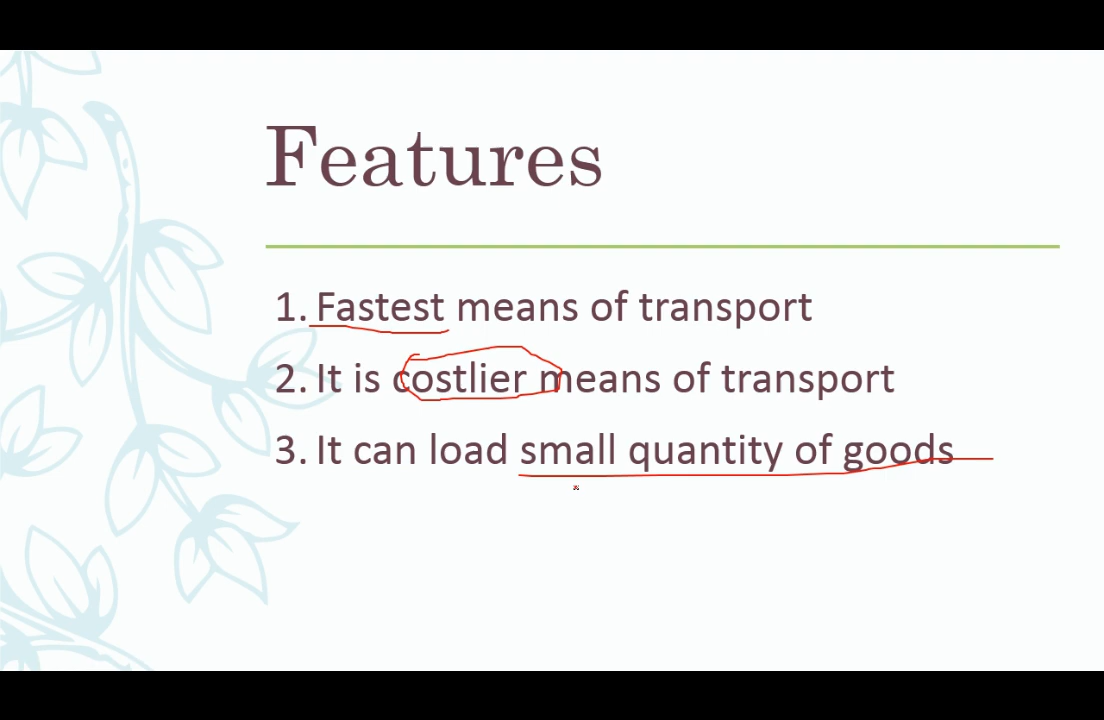 Features
1. Fastest means of transport
2. It is costlier means of transport
3. It can load small quantity of goods